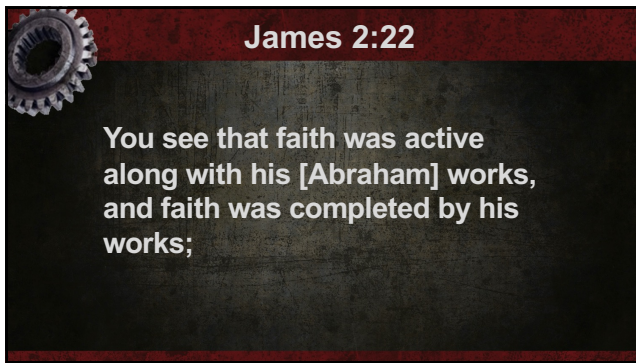 James 2:22
You see that faith was active
along with his [Abraham] works,
and faith was completed by his
works;